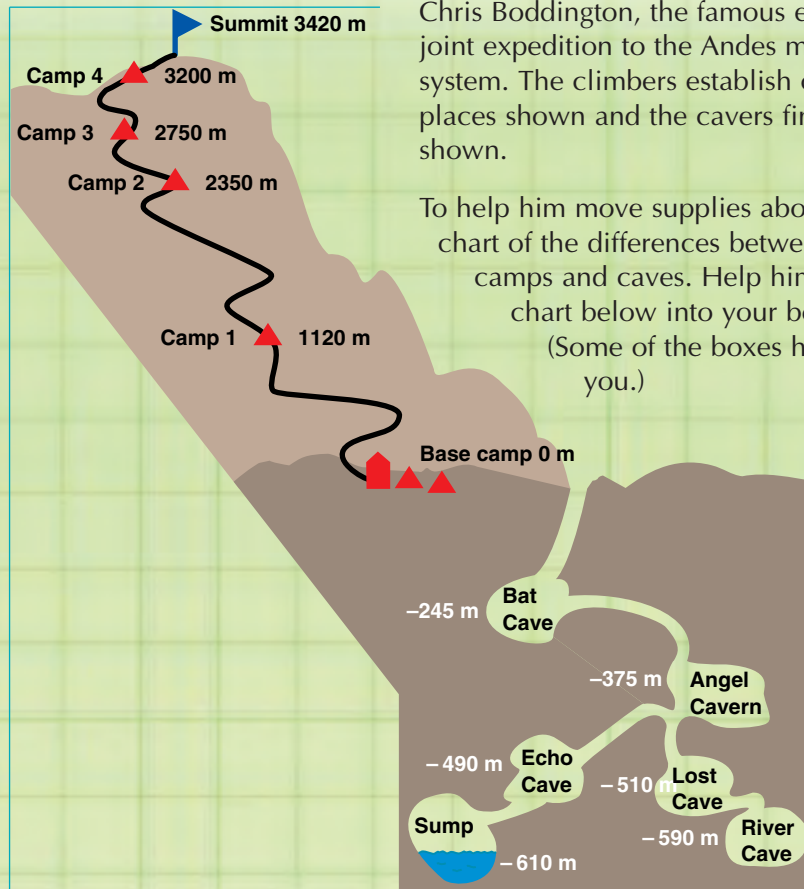 Chris Boddington, the famous e
joint expedition to the Andes m
system. The climbers establish
places shown and the cavers fin
shown.
To help him move supplies abo
chart of the differences betwe
camps and caves. Help him
chart below into your b
(Some of the boxes h
you.)
Summit 3420 m
Camp 4 3200 m
Camp 3 2750 m
Camp 2 2350 m
Camp 1 1120 m
Base camp 0 m
–245 m
Bat
Cave
–375 m
Angel
Cavern
–490 m
Echo
Cave
–510 m
Lost
Cave
Sump
–610 m
–590 m
River
Cave